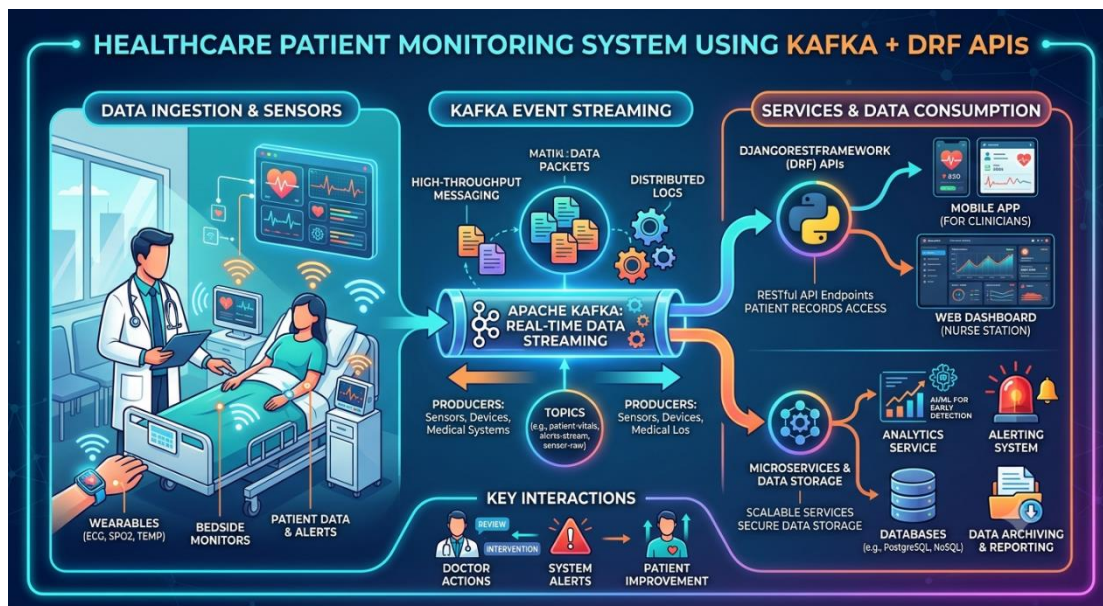 HEALTHCARE PATIENT MONITORING SYSTEM USING KAFKA + DRF APIs
DATA INGESTION & SENSORS
WEARABLES
(ECG, SPO2, TEMP)
BEDSIDE
MONITORS
PATIENT DATA
& ALERTS
KAFKA EVENT STREAMING
HIGH-THROUGHPUT
MESSAGING
DATA
PACKETS
DISTRIBUTED
LOGS
APACHE KAFKA:
REAL-TIME DATA
STREAMING
PRODUCERS:
Sensors, Devices,
Medical Systems
TOPICS
(e.g., patient-vitals,
alerts-stream,
sensor-raw)
PRODUCERS:
Sensors, Devices,
Medical Los
SERVICES & DATA CONSUMPTION
DJANGORESTFRAMEWORK
(DRF) APIs
RESTful API Endpoints
PATIENT RECORDS ACCESS
MOBILE APP
(FOR CLINICIANS)
WEB DASHBOARD
(NURSE STATION)
MICROSERVICES &
DATA STORAGE
SCALABLE SERVICES
SECURE DATA STORAGE
AI/ML FOR
EARLY
DETECTION
ANALYTICS
SERVICE
ALERTING
SYSTEM
DATABASES
(e.g., PostgreSQL, NoSQL)
DATA ARCHIVING
& REPORTING
KEY INTERACTIONS
REVIEW
INTERVENTION
DOCTOR
ACTIONS
SYSTEM
ALERTS
PATIENT
IMPROVEMENT